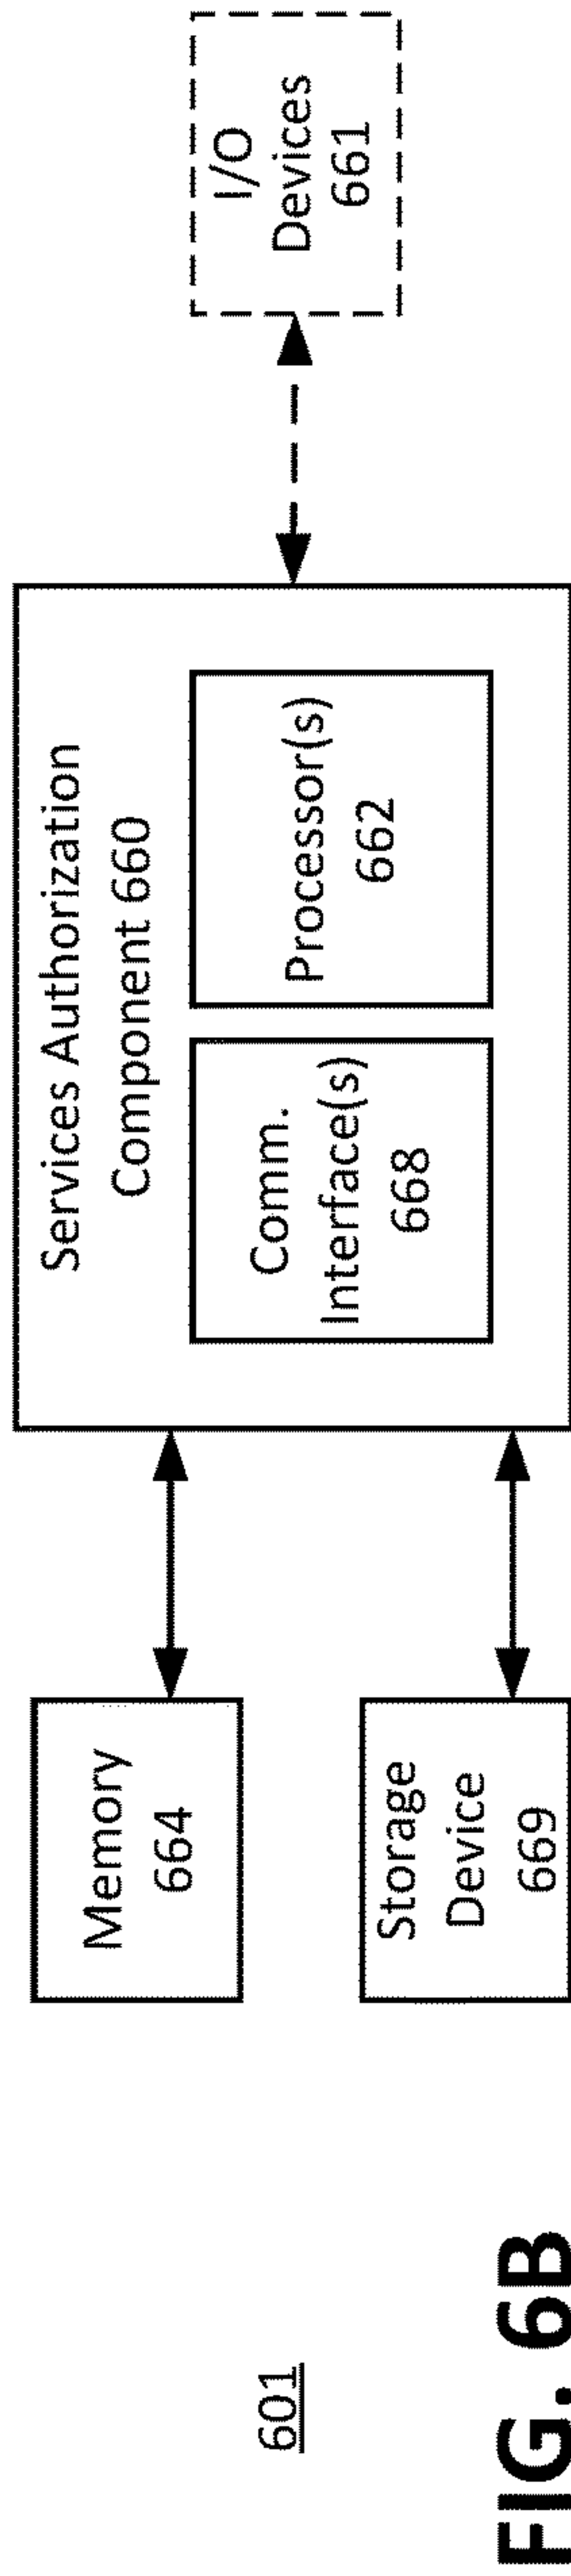 601
Memory
664
Storage
Device
669
Services Authorization
Component 660
Comm.
Interface(s)
668
Processor(s)
662
I/O
Devices
661
FIG. 6B